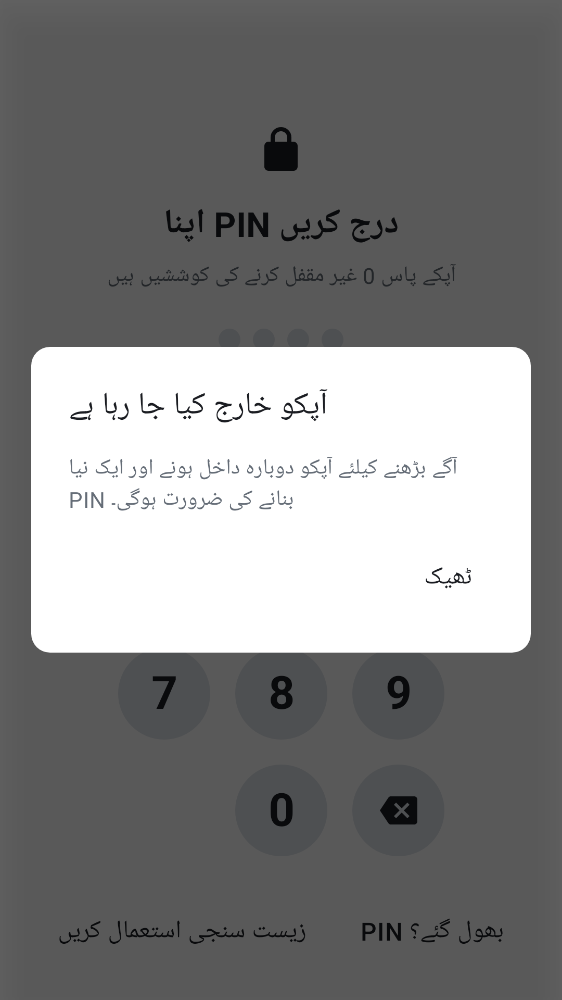 اپنا PIN درج کریں
آپکے پاس 0 غیر مقفل کرنے کی کوششیں ہیں
آپکو خارج کیا جا رہا ہے
آگے بڑھنے کیلئے آپکو دوبارہ داخل ہونے اور ایک نیا
PIN بنانے کی ضرورت ہوگی۔
ٹھیک
7 8 9
0
زیست سنجی استعمال کریں
PIN بھول گئے؟